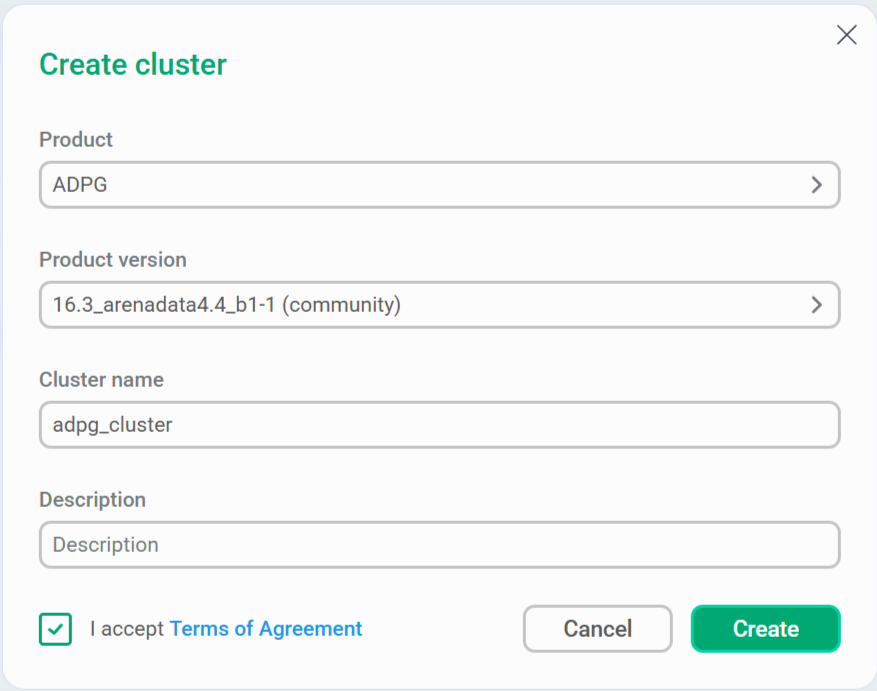 Create cluster
Product
ADPG
Product version
16.3_arenadata4.4_b1-1 (community)
Cluster name
adpg_cluster
Description
Description
I accept Terms of Agreement
Cancel
Create